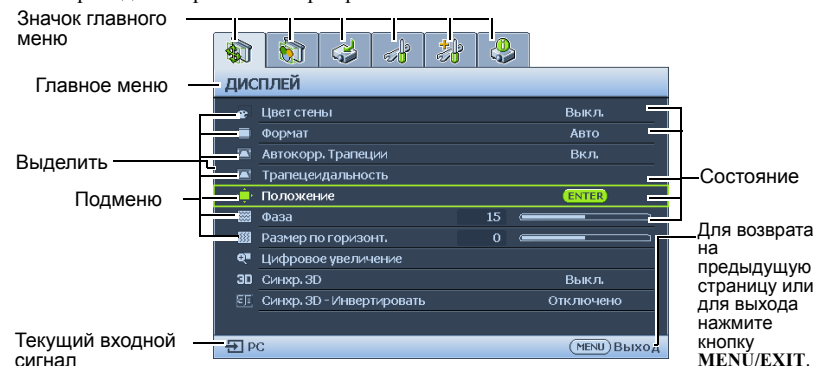 Значок главного
меню
Главное меню
ДИСПЛЕЙ
Цвет стены Выкл.
Формат Авто
Автокорр. Трапеции Вкл.
Выделить
Трапецеидальность
Состояние
Подменю
Положение ENTER
Фаза 15
Размер по горизонт. 0
Цифровое увеличение
3D Синхр. 3D Выкл.
Синхр. 3D - Инвертировать Отключено
Для возврата
на
предыдущую
страницу или
для выхода
нажмите
кнопку
MENU/EXIT.
Текущий входной
сигнал
PC MENU Выход